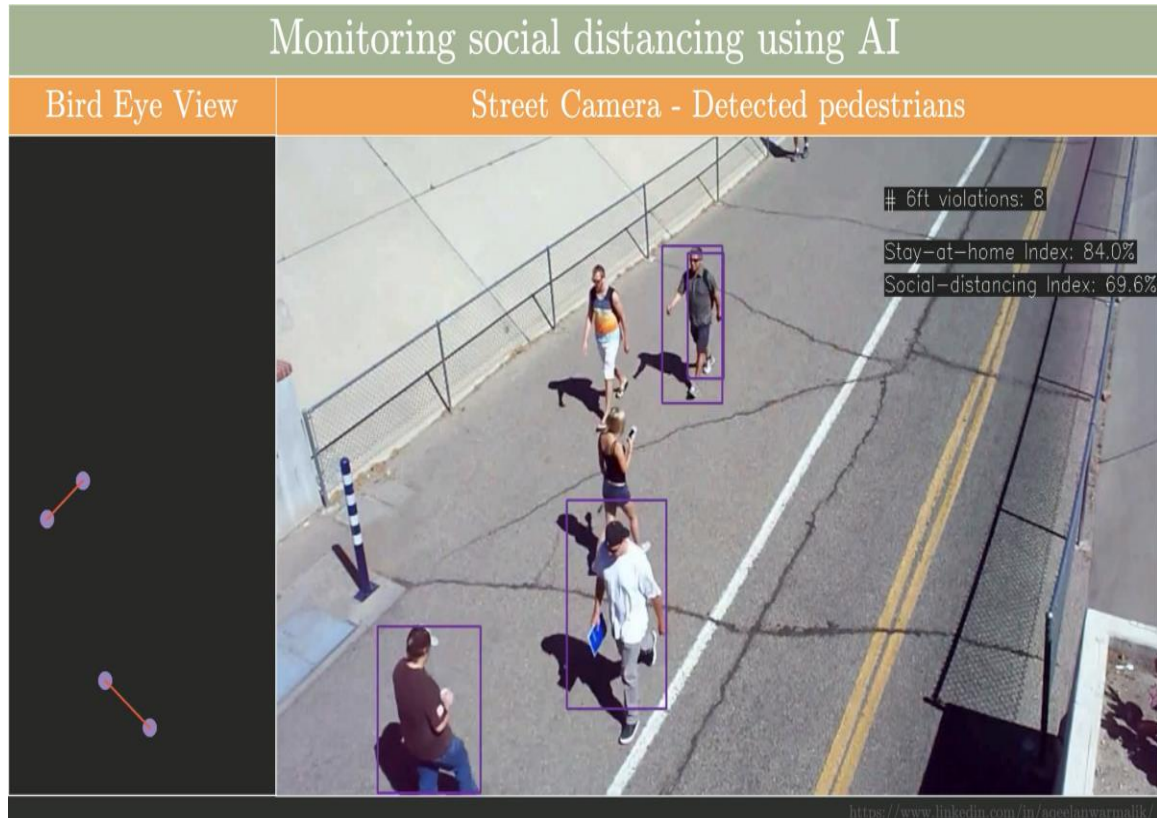 Monitoring social distancing using AI
Bird Eye View
Street Camera - Detected pedestrians
# 6ft violations: 8
Stay-at-home Index: 84.0%
Social-distancing Index: 69.6%
https://www.linkedin.com/in/aqeelanwarmalik/